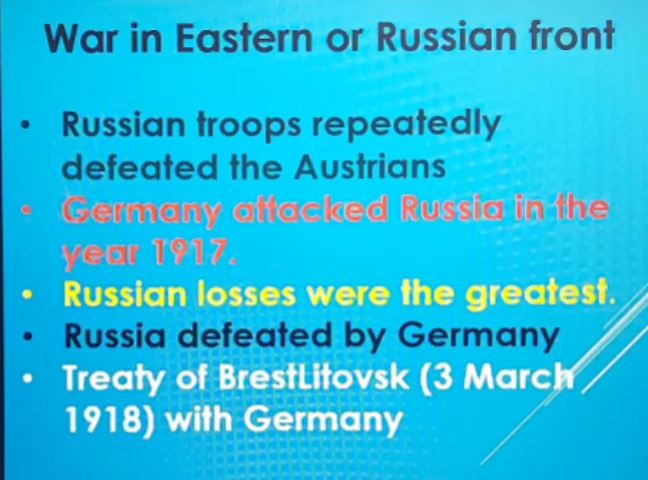 War in Eastern or Russian front
• Russian troops repeatedly
defeated the Austrians
• Germany attacked Russia in the
year 1917.
• Russian losses were the greatest.
• Russia defeated by Germany
• Treaty of BrestLitovsk (3 March
1918) with Germany